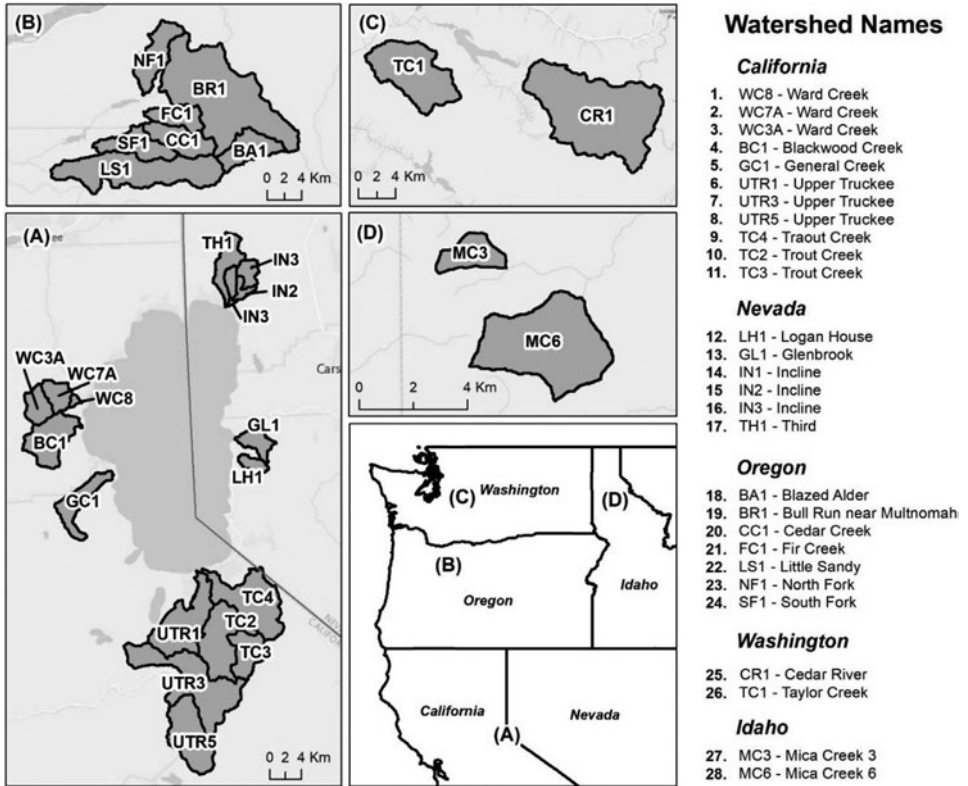 (B)
NF1
BR1
FC1
SF1
CC1
BA1
LS1
0 2 4 Km
(C)
TC1
CR1
0 2 4 Km
(A)
TH1
IN3
IN2
IN3
WC3A
WC7A
WC8
Cars
BC1
GL1
LH1
GC1
TC4
TC2
UTR1
TC3
UTR3
UTR5
0 2 4 Km
(D)
MC3
MC6
0 2 4 Km
(C)
Washington
(D)
(B)
Oregon
Idaho
California
Nevada
(A)
Watershed Names
California
1. WC8 - Ward Creek
2. WC7A - Ward Creek
3. WC3A - Ward Creek
4. BC1 - Blackwood Creek
5. GC1 - General Creek
6. UTR1 - Upper Truckee
7. UTR3 - Upper Truckee
8. UTR5 - Upper Truckee
9. TC4 - Traout Creek
10. TC2 - Trout Creek
11. TC3 - Trout Creek
Nevada
12. LH1 - Logan House
13. GL1 - Glenbrook
14. IN1 - Incline
15 IN2 - Incline
16. IN3 - Incline
17. TH1 - Third
Oregon
18. BA1 - Blazed Alder
19. BR1 - Bull Run near Multnomah
20. CC1 - Cedar Creek
21. FC1 - Fir Creek
22. LS1 - Little Sandy
23. NF1 - North Fork
24. SF1 - South Fork
Washington
25. CR1 - Cedar River
26. TC1 - Taylor Creek
Idaho
27. MC3 - Mica Creek 3
28. MC6 - Mica Creek 6